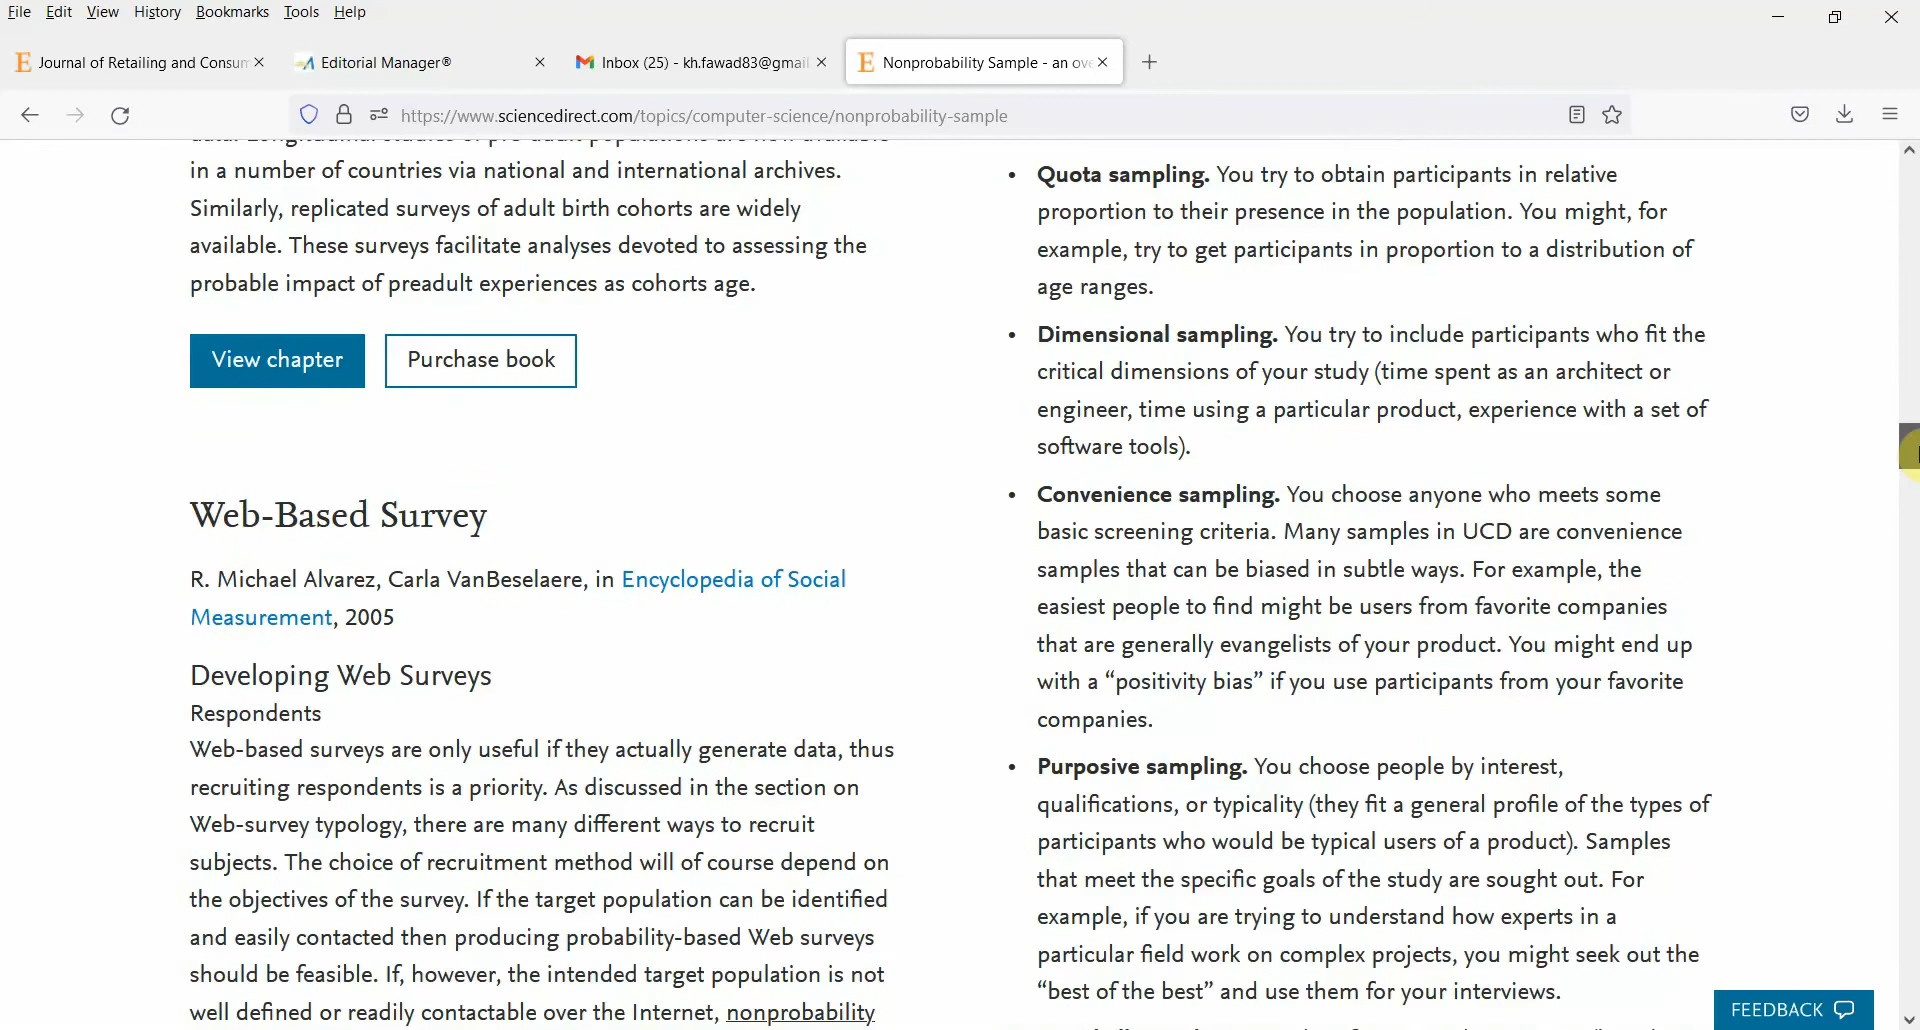 File Edit View History Bookmarks Tools Help
Journal of Retailing and Consum
Editorial Manager®
Inbox (25) - kh.fawad83@gmail
Nonprobability Sample - an ove
https://www.sciencedirect.com/topics/computer-science/nonprobability-sample
in a number of countries via national and international archives.
Similarly, replicated surveys of adult birth cohorts are widely
available. These surveys facilitate analyses devoted to assessing the
probable impact of preadult experiences as cohorts age.
View chapter
Purchase book
Web-Based Survey
R. Michael Alvarez, Carla VanBeselaere, in Encyclopedia of Social
Measurement, 2005
Developing Web Surveys
Respondents
Web-based surveys are only useful if they actually generate data, thus
recruiting respondents is a priority. As discussed in the section on
Web-survey typology, there are many different ways to recruit
subjects. The choice of recruitment method will of course depend on
the objectives of the survey. If the target population can be identified
and easily contacted then producing probability-based Web surveys
should be feasible. If, however, the intended target population is not
well defined or readily contactable over the Internet, nonprobability
• Quota sampling. You try to obtain participants in relative
proportion to their presence in the population. You might, for
example, try to get participants in proportion to a distribution of
age ranges.
• Dimensional sampling. You try to include participants who fit the
critical dimensions of your study (time spent as an architect or
engineer, time using a particular product, experience with a set of
software tools).
• Convenience sampling. You choose anyone who meets some
basic screening criteria. Many samples in UCD are convenience
samples that can be biased in subtle ways. For example, the
easiest people to find might be users from favorite companies
that are generally evangelists of your product. You might end up
with a “positivity bias” if you use participants from your favorite
companies.
• Purposive sampling. You choose people by interest,
qualifications, or typicality (they fit a general profile of the types of
participants who would be typical users of a product). Samples
that meet the specific goals of the study are sought out. For
example, if you are trying to understand how experts in a
particular field work on complex projects, you might seek out the
“best of the best” and use them for your interviews.
FEEDBACK